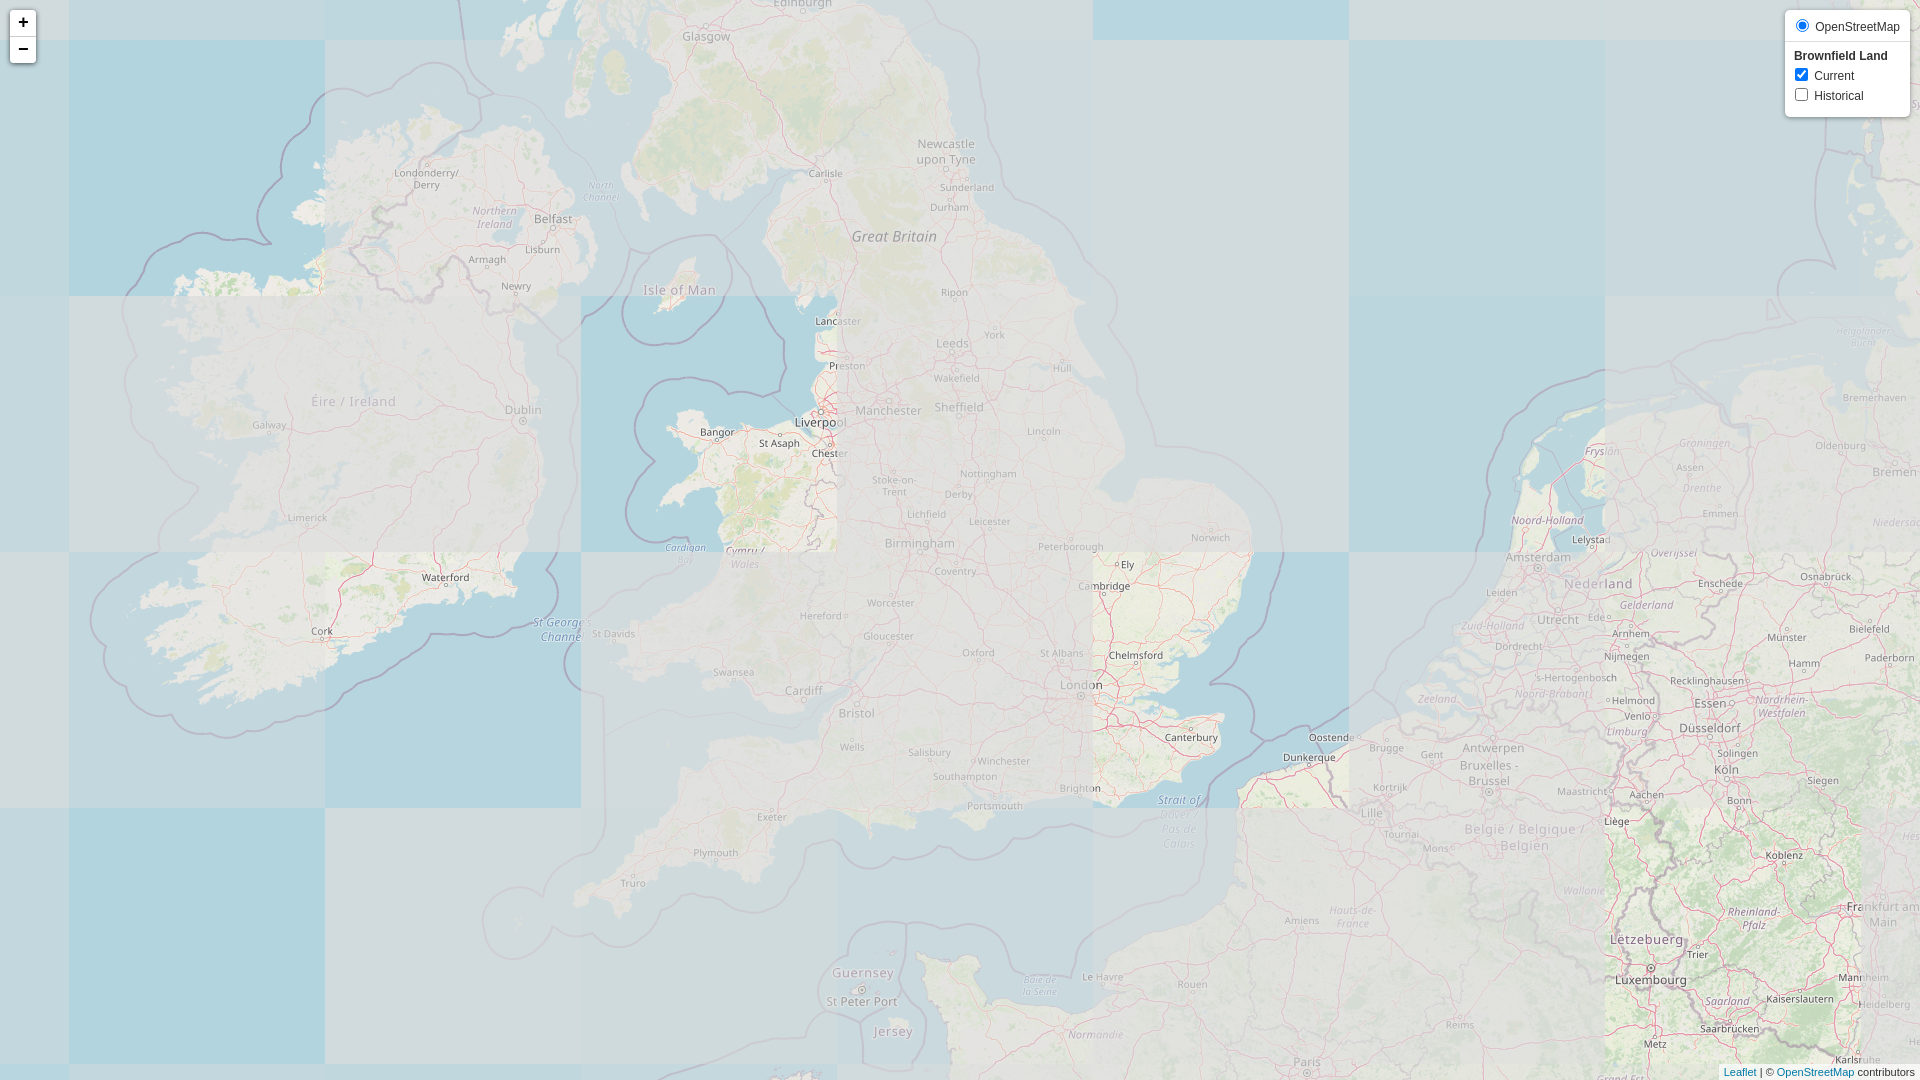 +
−
OpenStreetMap
Brownfield Land
Current
Historical
Edinburgh
Glasgow
Newcastle
upon Tyne
Londonderry/
Derry
Carlisle
Sunderland
North
Channel
Durham
Northern
Ireland
Belfast
Great Britain
Lisburn
Armagh
Newry
Isle of Man
Ripon
Lancaster
York
Helgoländer
Bucht
Leeds
Preston
Hull
Wakefield
Bremerhaven
Éire / Ireland
Dublin
Manchester
Sheffield
Galway
Liverpool
Bangor
Lincoln
St Asaph
Groningen
Oldenburg
Chester
Fryslân
Assen
Bremen
Nottingham
Stoke-on-
Trent
Derby
Drenthe
Limerick
Lichfield
Leicester
Noord-Holland
Emmen
Niedersac
Norwich
Lelystad
Birmingham
Peterborough
Cardigan
Bay
Cymru /
Wales
Amsterdam
Overijssel
Ely
Coventry
Waterford
Cambridge
Nederland
Enschede
Osnabrück
Leiden
Worcester
Gelderland
Hereford
Utrecht
Ede
St George's
Channel
Zuid-Holland
Cork
St Davids
Gloucester
Arnhem
Münster
Bielefeld
Dordrecht
Oxford
St Albans
Chelmsford
Nijmegen
Hamm
Paderborn
Swansea
's-Hertogenbosch
Recklinghausen
London
Cardiff
Noord-Brabant
Zeeland
Helmond
Essen
Nordrhein-
Westfalen
Bristol
Venlo
Limburg
Düsseldorf
Canterbury
Oostende
Wells
Brugge
Antwerpen
Salisbury
Gent
Solingen
Dunkerque
Winchester
Bruxelles -
Brussel
Köln
Southampton
Siegen
Brighton
Kortrijk
Maastricht
Aachen
Bonn
Strait of
Dover /
Pas de
Calais
Portsmouth
Exeter
Lille
Liège
Tournai
België / Belgique /
Belgien
Hess
Mons
Plymouth
Koblenz
Truro
Wallonie
Hauts-de-
France
Rheinland-
Pfalz
Frankfurt am
Main
Amiens
Lëtzebuerg
Trier
Guernsey
Le Havre
Baie de
la Seine
Rouen
Luxembourg
Mannheim
St Peter Port
Saarland
Kaiserslautern
Heidelberg
Jersey
Reims
Saarbrücken
Normandie
Metz
Paris
Karlsruhe
Grand Est
Leaflet | © OpenStreetMap contributors